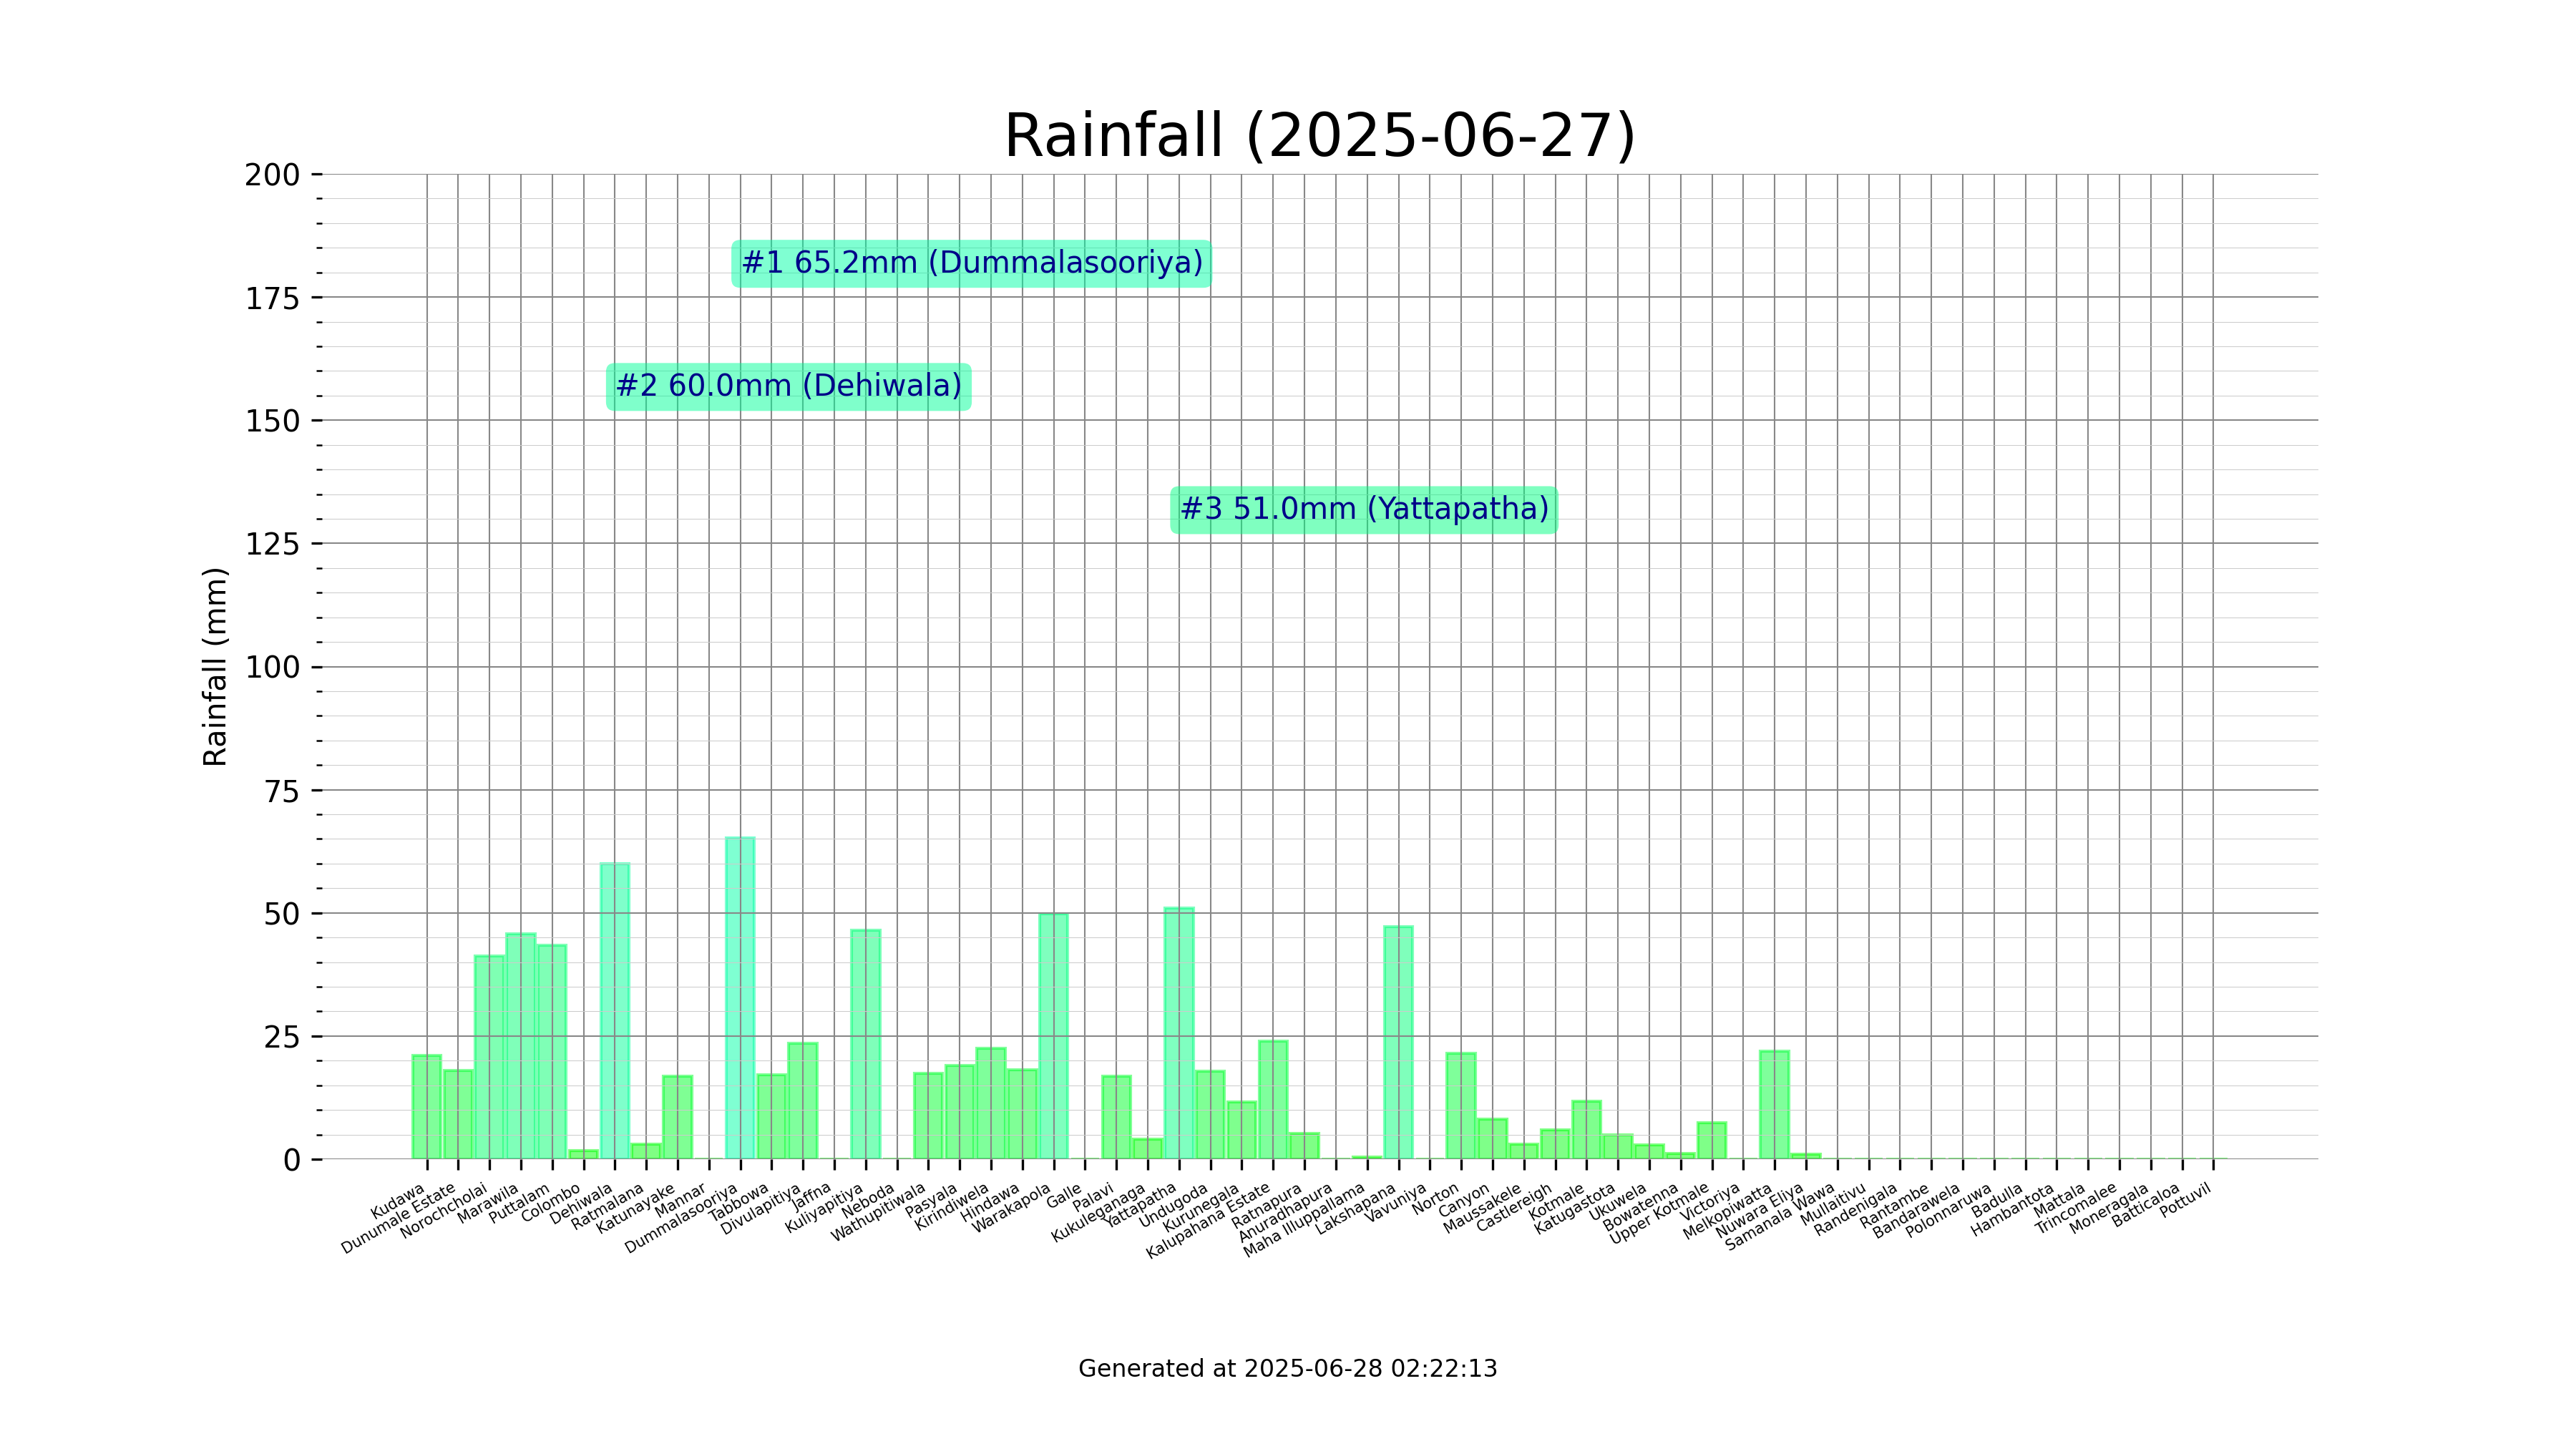 Rainfall (2025-06-27)
200
175
150
125
100
75
50
25
0
Rainfall (mm)
#1 65.2mm (Dummalasooriya)
#2 60.0mm (Dehiwala)
#3 51.0mm (Yattapatha)
Kudawa
Dunumale Estate
Norochcholai
Marawila
Puttalam
Colombo
Dehiwala
Ratmalana
Katunayake
Mannar
Dummalasooriya
Tabbowa
Divulapitiya
Jaffna
Kuliyapitiya
Neboda
Wathupitiwala
Pasyala
Kirindiwela
Hindawa
Warakapola
Galle
Palavi
Kukuleganaga
Yattapatha
Undugoda
Kurunegala
Kalupahana Estate
Ratnapura
Anuradhapura
Maha Illuppallama
Lakshapana
Vavuniya
Norton
Canyon
Maussakele
Castlereigh
Kotmale
Katugastota
Ukuwela
Bowatenna
Upper Kotmale
Victoriya
Melkopiwatta
Nuwara Eliya
Samanala Wawa
Mullaitivu
Randenigala
Rantambe
Bandarawela
Polonnaruwa
Badulla
Hambantota
Mattala
Trincomalee
Moneragala
Batticaloa
Pottuvil
Generated at 2025-06-28 02:22:13